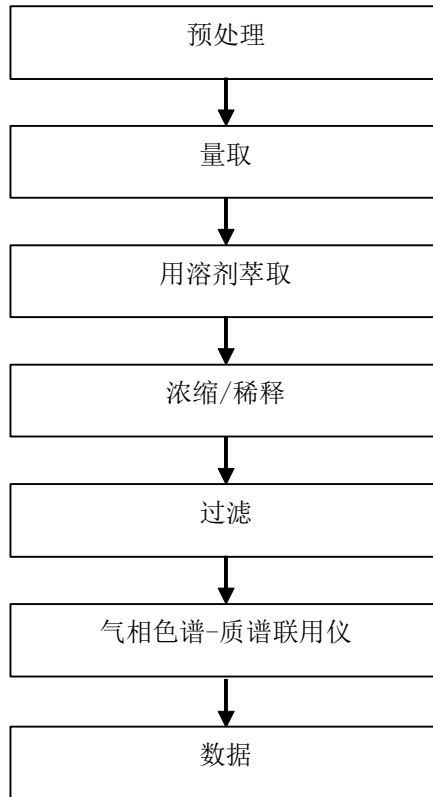 预处理
量取
用溶剂萃取
浓缩/稀释
过滤
气相色谱-质谱联用仪
数据